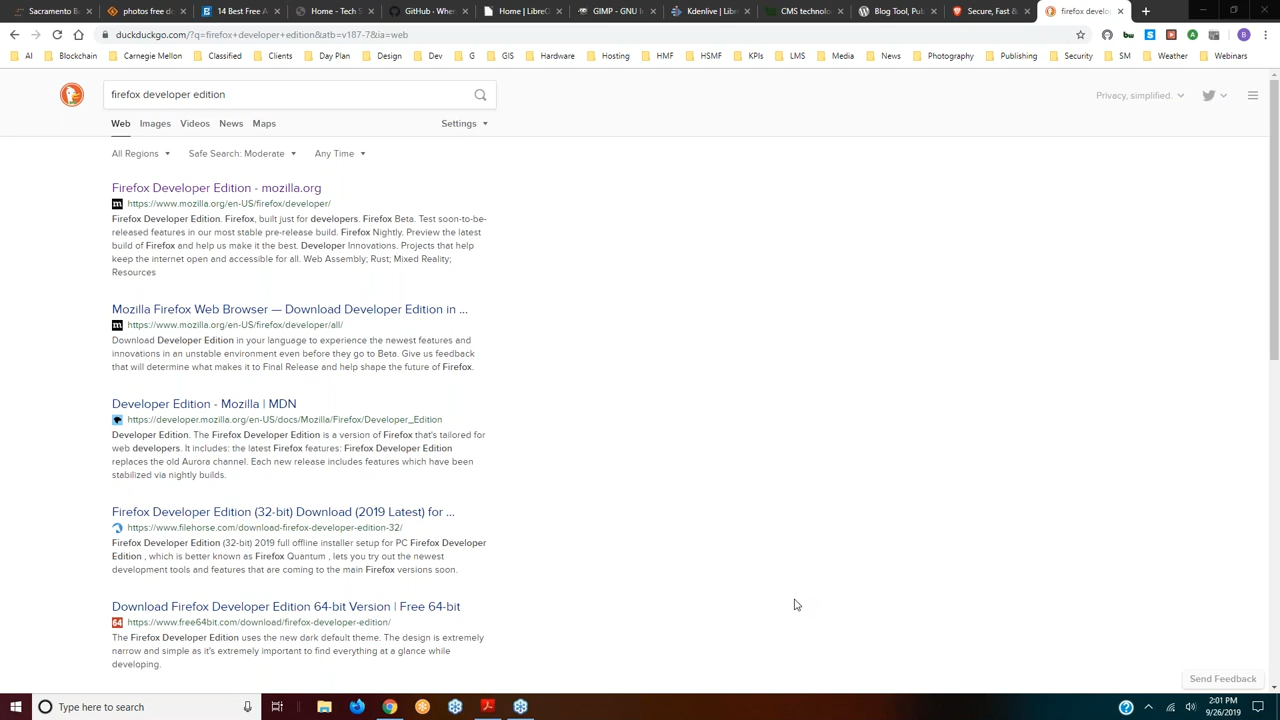 Sacramento Bo
photos free do
14 Best Free A
Home - Tech S
GitHub - Wher
Home | LibreO
GIMP - GNU I
Kdenlive | Libr
CMS technolo
Blog Tool, Pub
Secure, Fast &
firefox develo
duckduckgo.com/?q=firefox+developer+edition&atb=v187-7&ia=web
AI
Blockchain
Carnegie Mellon
Classified
Clients
Day Plan
Design
Dev
G
GIS
Hardware
Hosting
HMF
HSMF
KPIs
LMS
Media
News
Photography
Publishing
Security
SM
Weather
Webinars
firefox developer edition
Privacy, simplified.
Web Images Videos News Maps
Settings
All Regions Safe Search: Moderate Any Time
Firefox Developer Edition - mozilla.org
https://www.mozilla.org/en-US/firefox/developer/
Firefox Developer Edition. Firefox, built just for developers. Firefox Beta. Test soon-to-be-
released features in our most stable pre-release build. Firefox Nightly. Preview the latest
build of Firefox and help us make it the best. Developer Innovations. Projects that help
keep the internet open and accessible for all. Web Assembly; Rust; Mixed Reality;
Resources
Mozilla Firefox Web Browser — Download Developer Edition in ...
https://www.mozilla.org/en-US/firefox/developer/all/
Download Developer Edition in your language to experience the newest features and
innovations in an unstable environment even before they go to Beta. Give us feedback
that will determine what makes it to Final Release and help shape the future of Firefox.
Developer Edition - Mozilla | MDN
https://developer.mozilla.org/en-US/docs/Mozilla/Firefox/Developer_Edition
Developer Edition. The Firefox Developer Edition is a version of Firefox that's tailored for
web developers. It includes: the latest Firefox features: Firefox Developer Edition
replaces the old Aurora channel. Each new release includes features which have been
stabilized via nightly builds.
Firefox Developer Edition (32-bit) Download (2019 Latest) for ...
https://www.filehorse.com/download-firefox-developer-edition-32/
Firefox Developer Edition (32-bit) 2019 full offline installer setup for PC Firefox Developer
Edition , which is better known as Firefox Quantum , lets you try out the newest
development tools and features that are coming to the main Firefox versions soon.
Download Firefox Developer Edition 64-bit Version | Free 64-bit
64 https://www.free64bit.com/download/firefox-developer-edition/
The Firefox Developer Edition uses the new dark default theme. The design is extremely
narrow and simple as it's extremely important to find everything at a glance while
developing.
Send Feedback
Type here to search
2:01 PM
9/26/2019